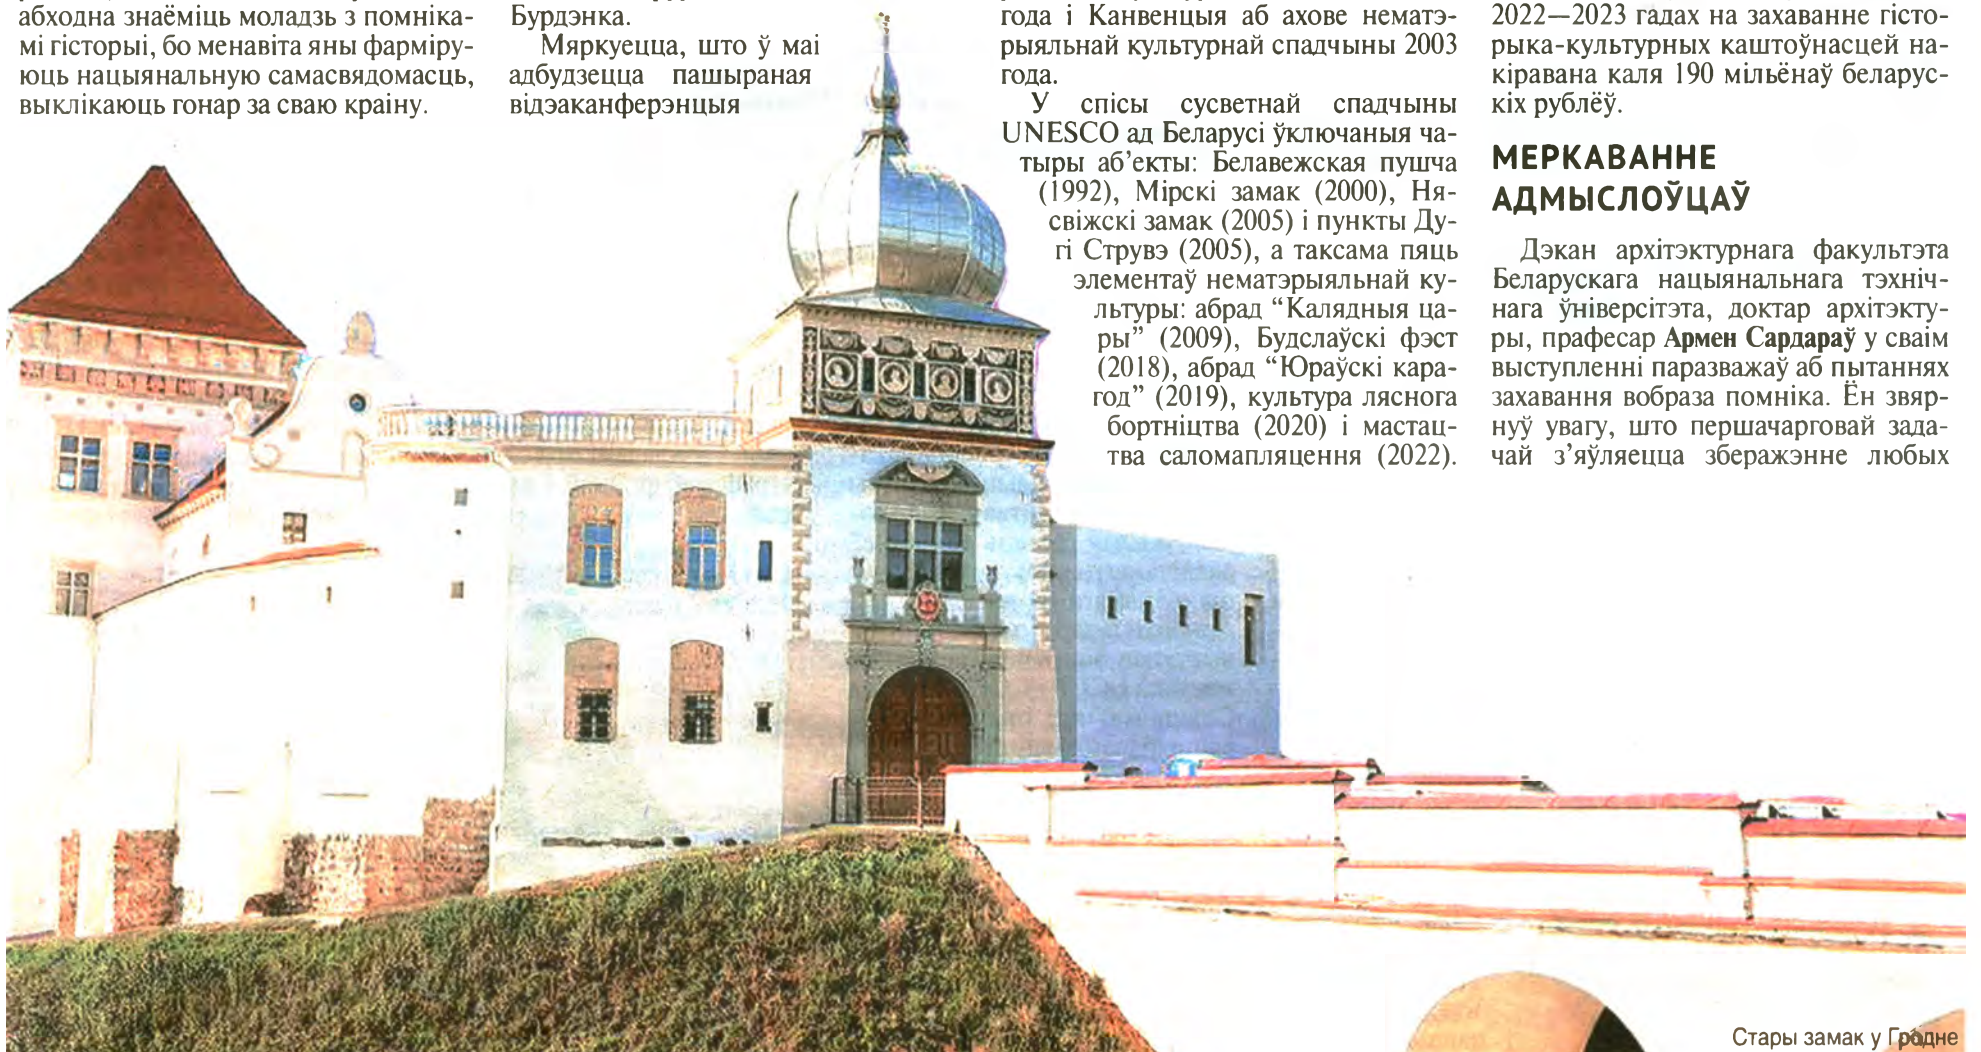 абходна знаёміць моладзь з помніка-
мі гісторыі, бо менавіта яны фарміру-
юць нацыянальную самасвядомасць,
выклікаюць гонар за сваю краіну.
Бурдэнка.
Мяркуецца, што ў маі
адбудзецца пашыраная
відэаканферэнцыя
года і Канвенцыя аб ахове нематэ-
рыяльнай культурнай спадчыны 2003
года.
У спісы сусветнай спадчыны
UNESCO ад Беларусі ўключаныя ча-
тыры аб’екты: Белавежская пушча
(1992), Мірскі замак (2000), Ня-
свіжскі замак (2005) і пункты Ду-
гі Струвэ (2005), а таксама пяць
элементаў нематэрыяльнай ку-
льтуры: абрад “Калядныя ца-
ры” (2009), Будслаўскі фэст
(2018), абрад “Юраўскі кара-
год” (2019), культура ляснога
бортніцтва (2020) і мастац-
тва саломапляцення (2022).
2022—2023 гадах на захаванне гісто-
рыка-культурных каштоўнасцей на-
кіравана каля 190 мільёнаў беларус-
кіх рублёў.
МЕРКАВАННЕ
АДМЫСЛОЎЦАЎ
Дэкан архітэктурнага факультэта
Беларускага нацыянальнага тэхніч-
нага ўніверсітэта, доктар архітэкту-
ры, прафесар Армен Сардараў у сваім
выступленні паразважаў аб пытаннях
захавання вобраза помніка. Ён звяр-
нуў увагу, што першачарговай зада-
чай з’яўляецца зберажэнне любых
Стары замак у Гродне